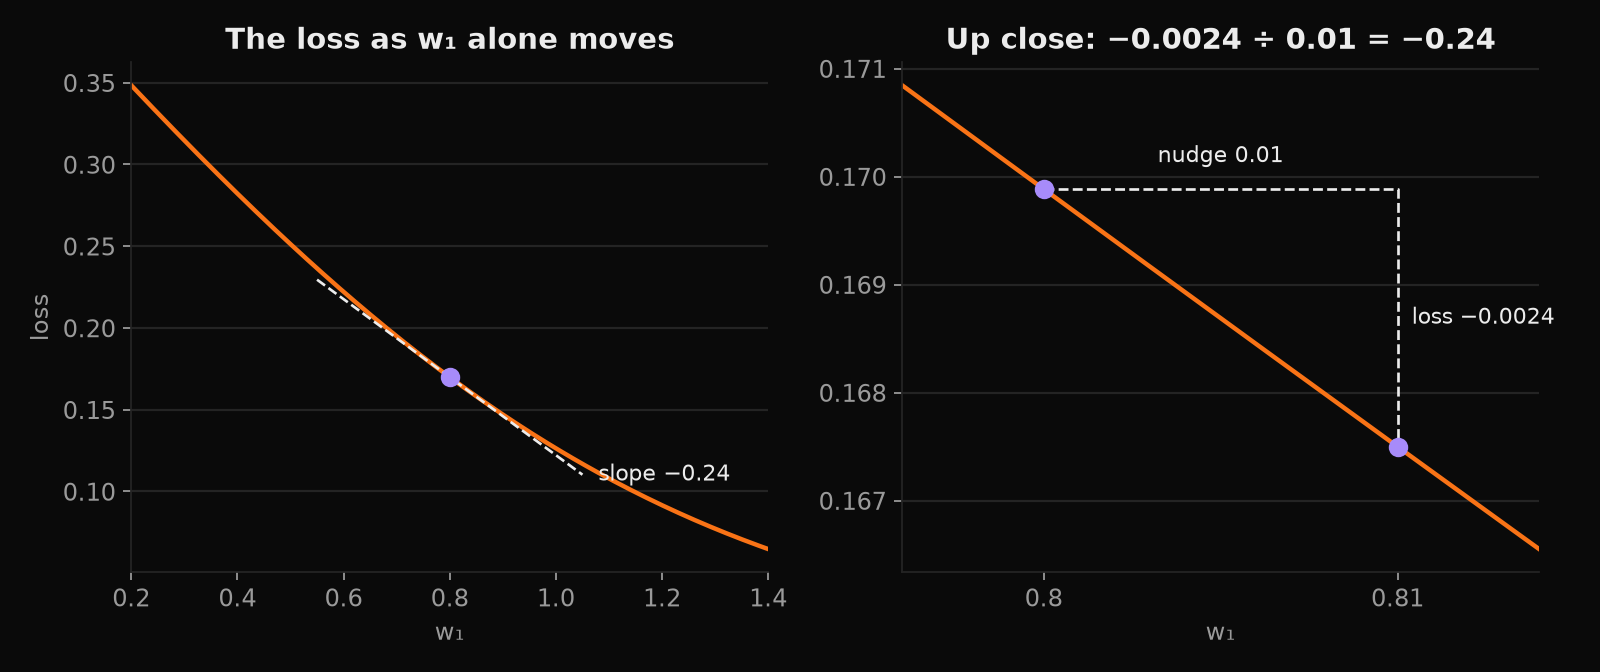 The loss as w₁ alone moves
0.35
0.30
0.25
0.20
0.15
0.10
loss
slope −0.24
0.2 0.4 0.6 0.8 1.0 1.2 1.4
w₁
Up close: −0.0024 ÷ 0.01 = −0.24
0.171
0.170
0.169
0.168
0.167
nudge 0.01
loss −0.0024
0.8 0.81
w₁